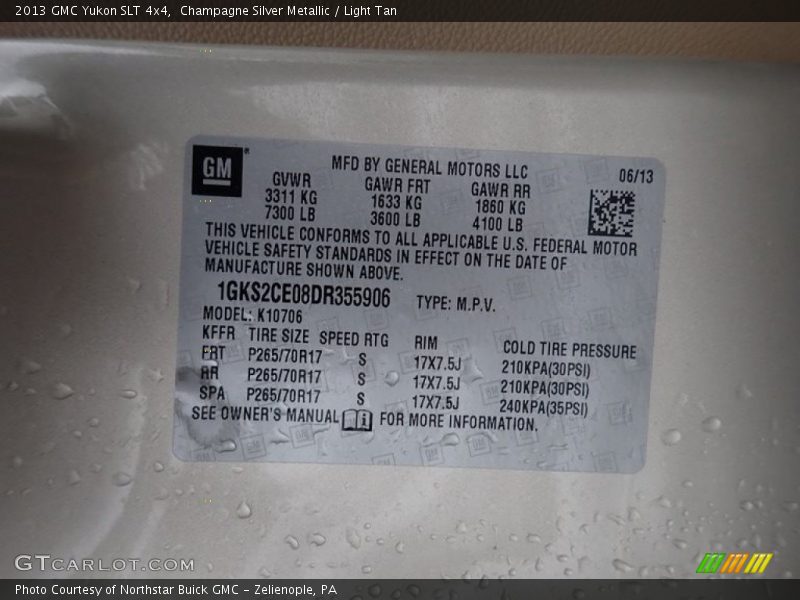 2013 GMC Yukon SLT 4x4,  Champagne Silver Metallic / Light Tan
GM
MFD BY GENERAL MOTORS LLC
06/13
GVWR GAWR FRT GAWR RR
3311 KG 1633 KG 1860 KG
7300 LB 3600 LB 4100 LB
THIS VEHICLE CONFORMS TO ALL APPLICABLE U.S. FEDERAL MOTOR
VEHICLE SAFETY STANDARDS IN EFFECT ON THE DATE OF
MANUFACTURE SHOWN ABOVE.
1GKS2CE08DR355906 TYPE: M.P.V.
MODEL: K10706
KFFR TIRE SIZE SPEED RTG RIM COLD TIRE PRESSURE
FRT P265/70R17 S 17X7.5J 210KPA(30PSI)
RR P265/70R17 S 17X7.5J 210KPA(30PSI)
SPA P265/70R17 S 17X7.5J 240KPA(35PSI)
SEE OWNER'S MANUAL i FOR MORE INFORMATION.
GTCARLOT.COM
Photo Courtesy of Northstar Buick GMC - Zelienople, PA